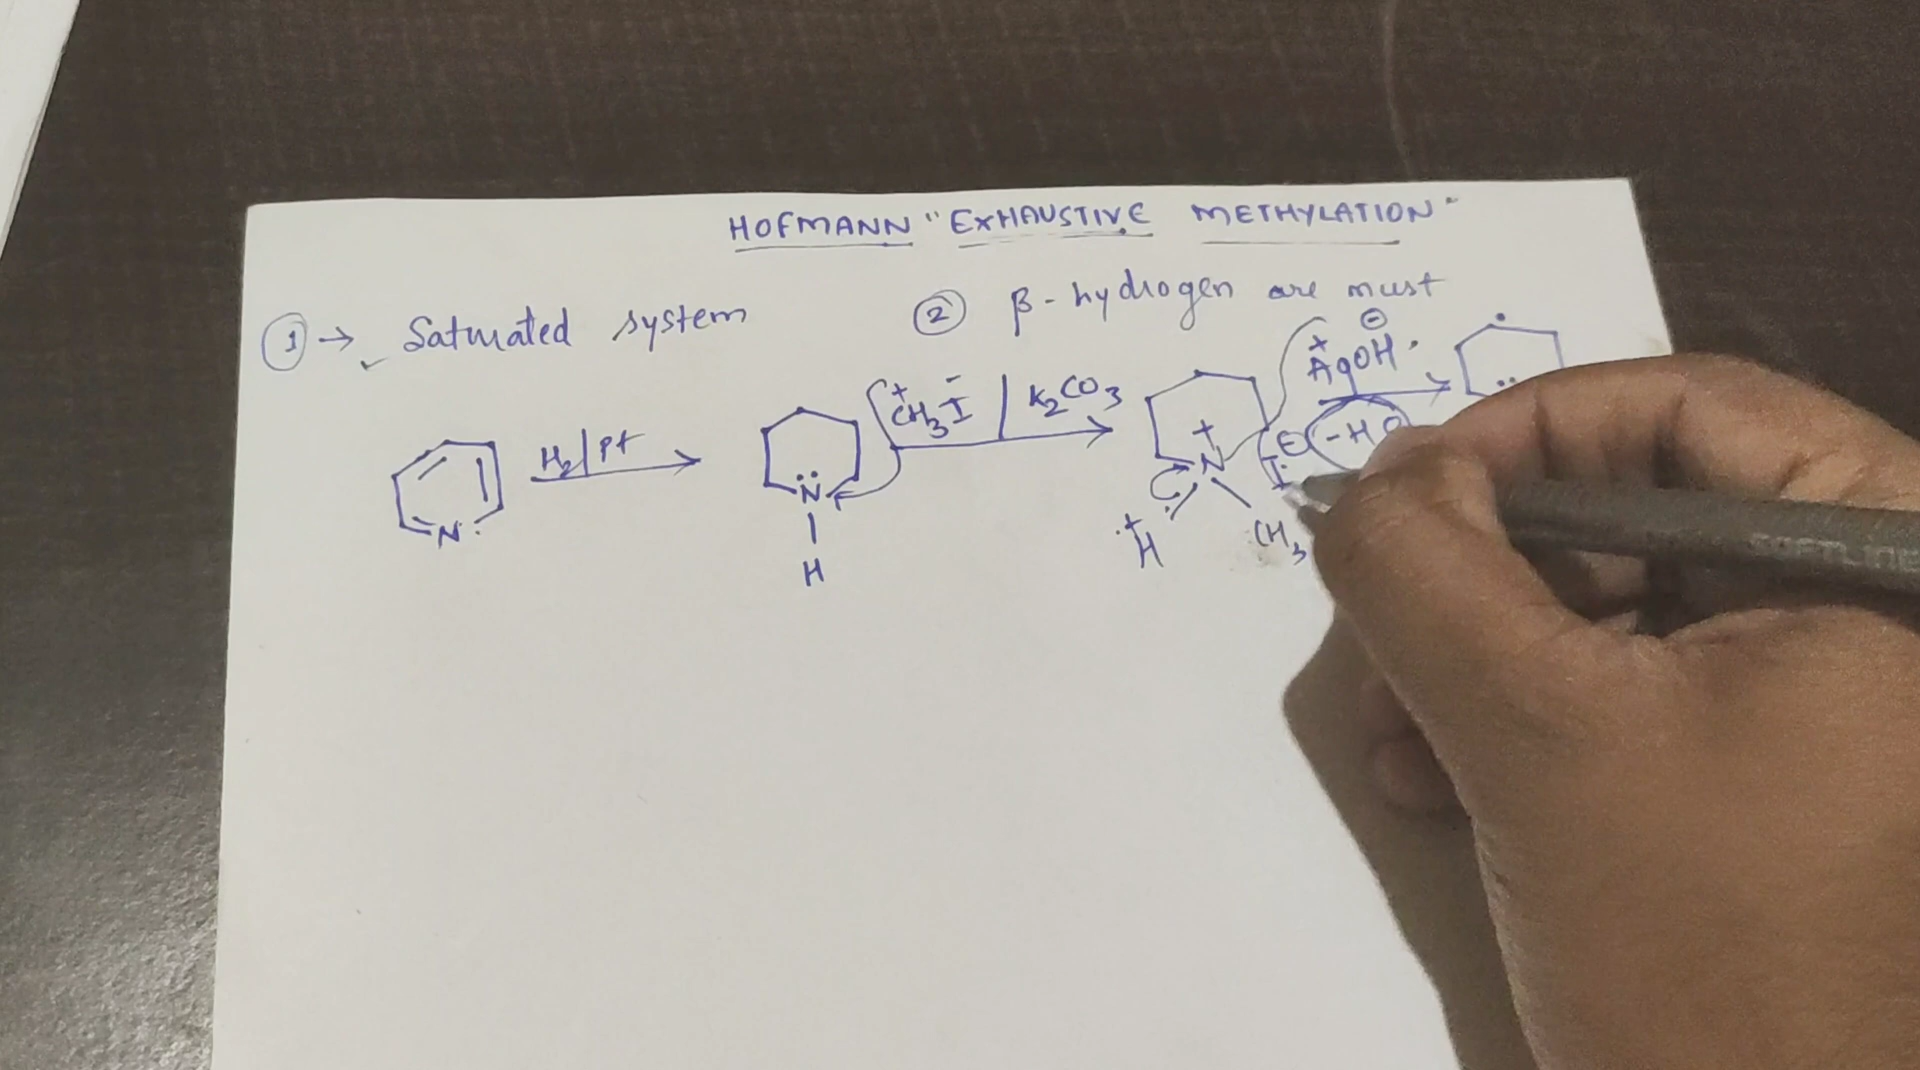 HOFMANN "EXHAUSTIVE METHYLATION"
① → Saturated system
② β-hydrogen are must
H₂/Pt
N
N
H
+ CH₃I - / K₂CO₃
+ N
+ H
CH₃
I ⊖
+ AgOH ⊖